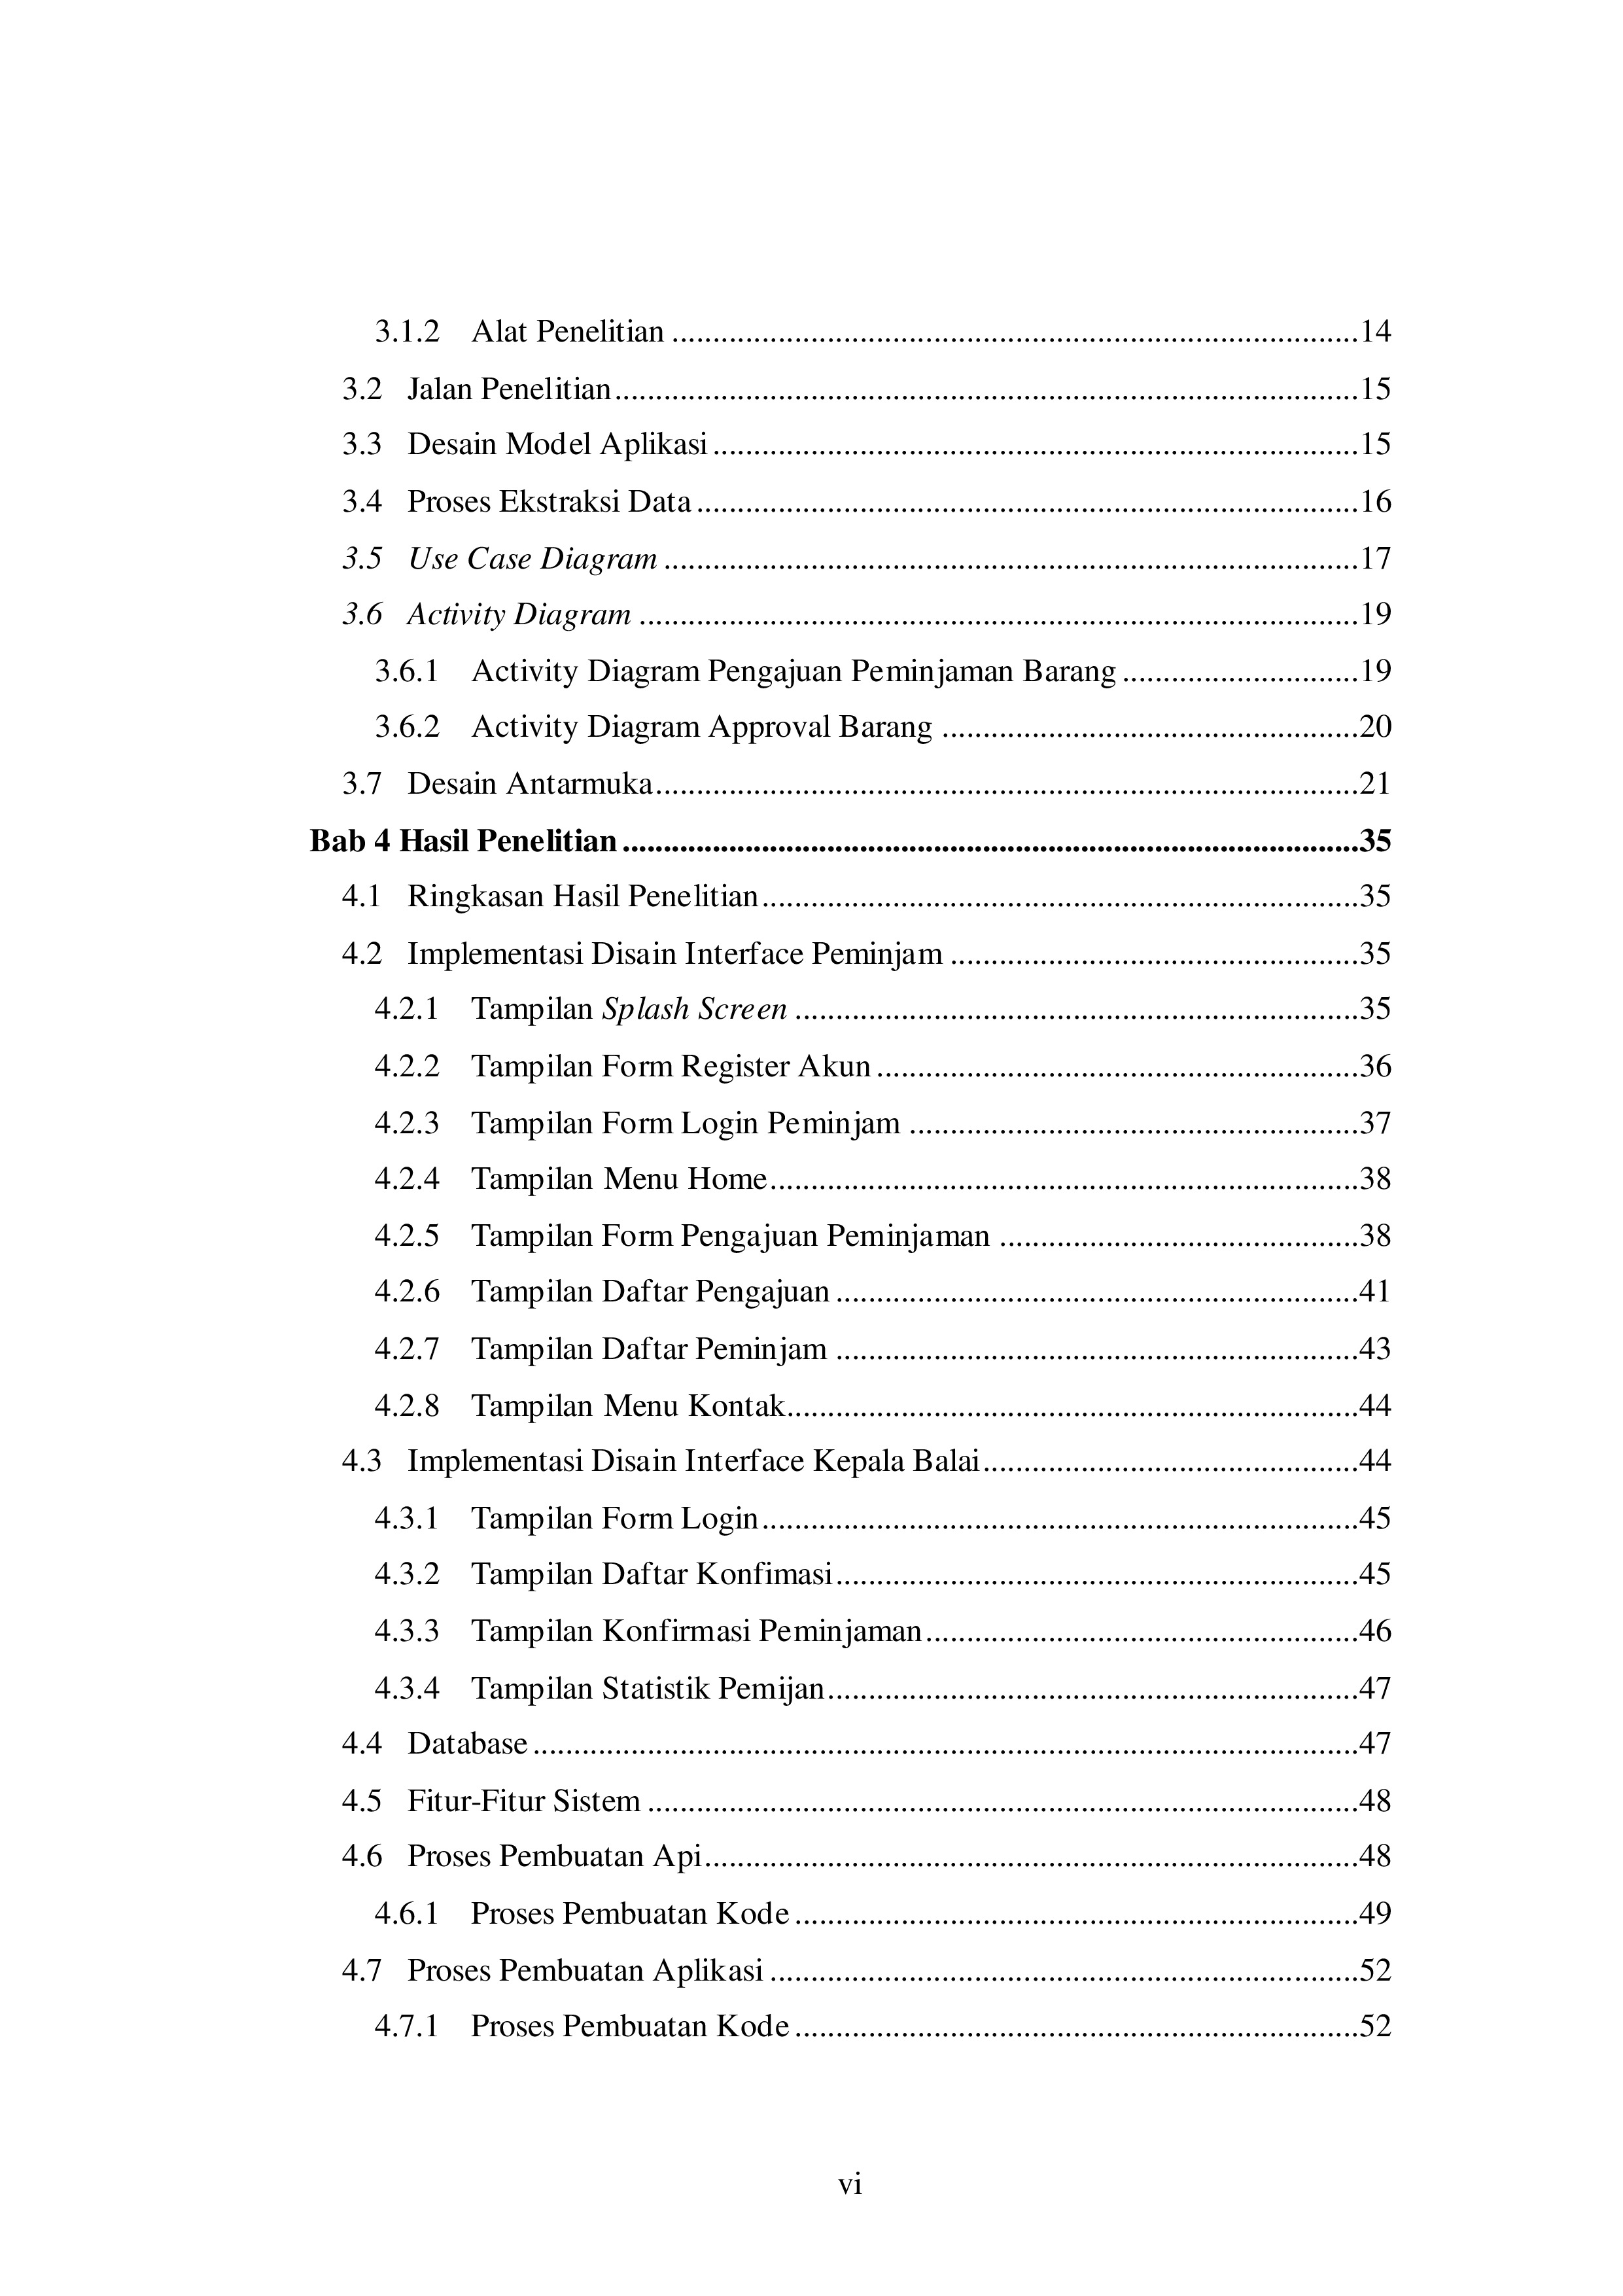 3.1.2 Alat Penelitian ....................................................................................14
3.2 Jalan Penelitian...........................................................................................15
3.3 Desain Model Aplikasi...............................................................................15
3.4 Proses Ekstraksi Data.................................................................................16
3.5 Use Case Diagram.....................................................................................17
3.6 Activity Diagram........................................................................................19
3.6.1 Activity Diagram Pengajuan Peminjaman Barang.............................19
3.6.2 Activity Diagram Approval Barang...................................................20
3.7 Desain Antarmuka......................................................................................21
Bab 4 Hasil Penelitian..........................................................................................35
4.1 Ringkasan Hasil Penelitian.........................................................................35
4.2 Implementasi Disain Interface Peminjam ..................................................35
4.2.1 Tampilan Splash Screen.....................................................................35
4.2.2 Tampilan Form Register Akun...........................................................36
4.2.3 Tampilan Form Login Peminjam.......................................................37
4.2.4 Tampilan Menu Home........................................................................38
4.2.5 Tampilan Form Pengajuan Peminjaman............................................38
4.2.6 Tampilan Daftar Pengajuan................................................................41
4.2.7 Tampilan Daftar Peminjam................................................................43
4.2.8 Tampilan Menu Kontak......................................................................44
4.3 Implementasi Disain Interface Kepala Balai..............................................44
4.3.1 Tampilan Form Login.........................................................................45
4.3.2 Tampilan Daftar Konfimasi................................................................45
4.3.3 Tampilan Konfirmasi Peminjaman.....................................................46
4.3.4 Tampilan Statistik Pemijan.................................................................47
4.4 Database.....................................................................................................47
4.5 Fitur-Fitur Sistem.......................................................................................48
4.6 Proses Pembuatan Api................................................................................48
4.6.1 Proses Pembuatan Kode.....................................................................49
4.7 Proses Pembuatan Aplikasi........................................................................52
4.7.1 Proses Pembuatan Kode.....................................................................52
vi